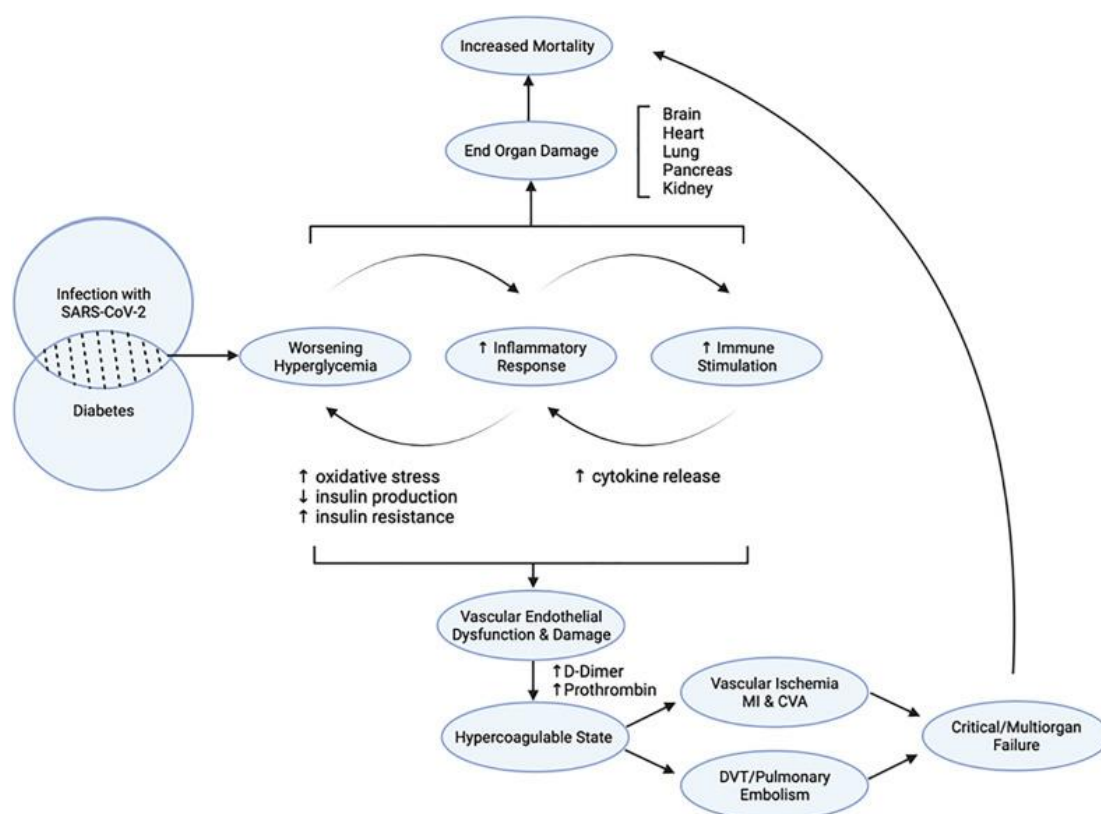 Increased Mortality
End Organ Damage
Brain
Heart
Lung
Pancreas
Kidney
Infection with
SARS-CoV-2
Diabetes
Worsening
Hyperglycemia
↑ Inflammatory
Response
↑ Immune
Stimulation
↑ oxidative stress
↓ insulin production
↑ insulin resistance
↑ cytokine release
Vascular Endothelial
Dysfunction & Damage
↑D-Dimer
↑Prothrombin
Hypercoagulable State
Vascular Ischemia
MI & CVA
DVT/Pulmonary
Embolism
Critical/Multiorgan
Failure